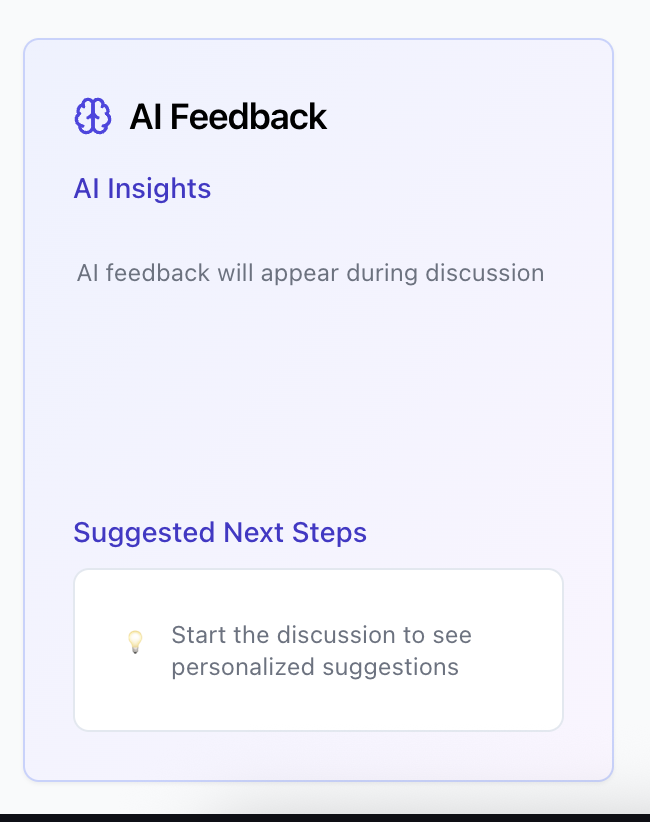 AI Feedback
AI Insights
AI feedback will appear during discussion
Suggested Next Steps
Start the discussion to see
personalized suggestions